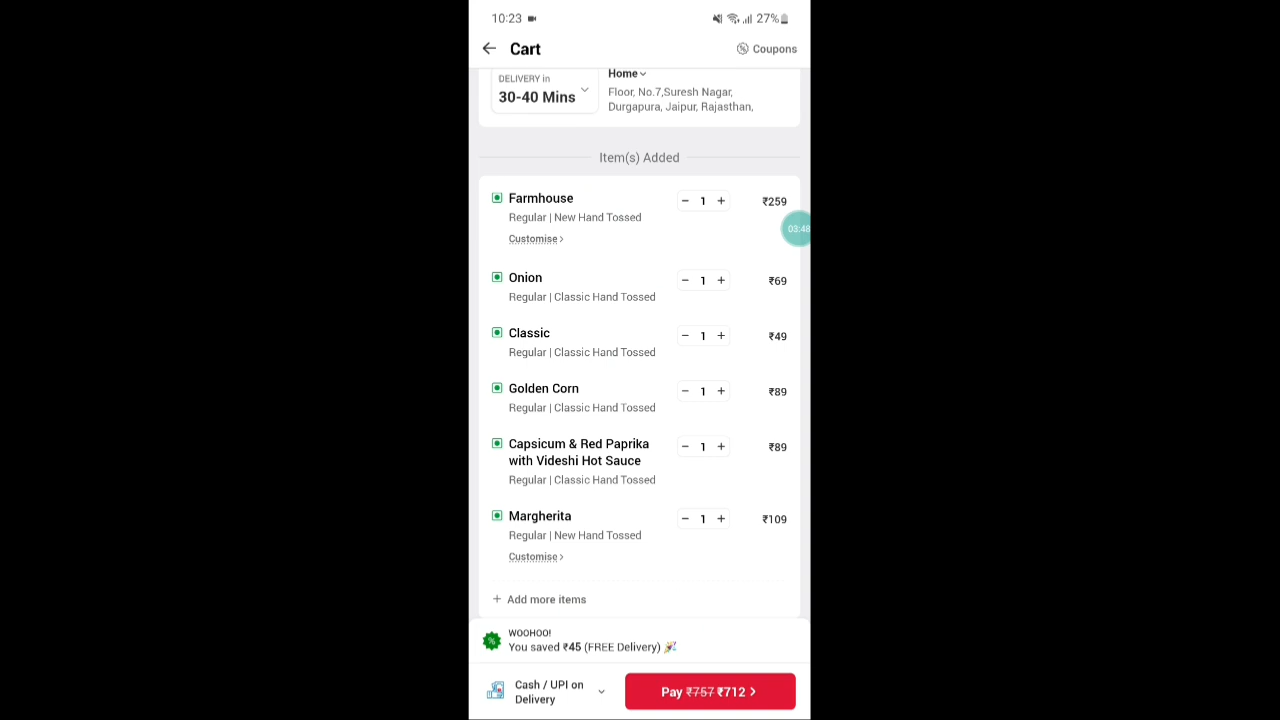 10:23 27%
Cart Coupons
DELIVERY in
30-40 Mins
Home
Floor, No.7,Suresh Nagar,
Durgapura, Jaipur, Rajasthan,
Item(s) Added
Farmhouse - 1 + ₹259
Regular | New Hand Tossed
Customise >
03:48
Onion - 1 + ₹69
Regular | Classic Hand Tossed
Classic - 1 + ₹49
Regular | Classic Hand Tossed
Golden Corn - 1 + ₹89
Regular | Classic Hand Tossed
Capsicum & Red Paprika - 1 + ₹89
with Videshi Hot Sauce
Regular | Classic Hand Tossed
Margherita - 1 + ₹109
Regular | New Hand Tossed
Customise >
+ Add more items
WOOHOO!
You saved ₹45 (FREE Delivery) 🎉
Cash / UPI on
Delivery
Pay ₹757 ₹712 >